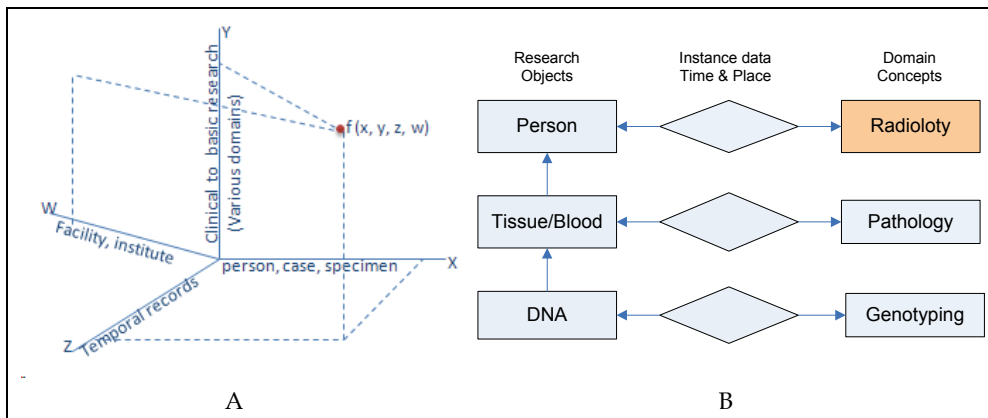 Y
Clinical to basic research
(Various domains)
f (x, y, z, w)
W
Facility, institute
person, case, specimen
X
Temporal records
Z
A
Research
Objects
Instance data
Time & Place
Domain
Concepts
Person
Radioloty
Tissue/Blood
Pathology
DNA
Genotyping
B